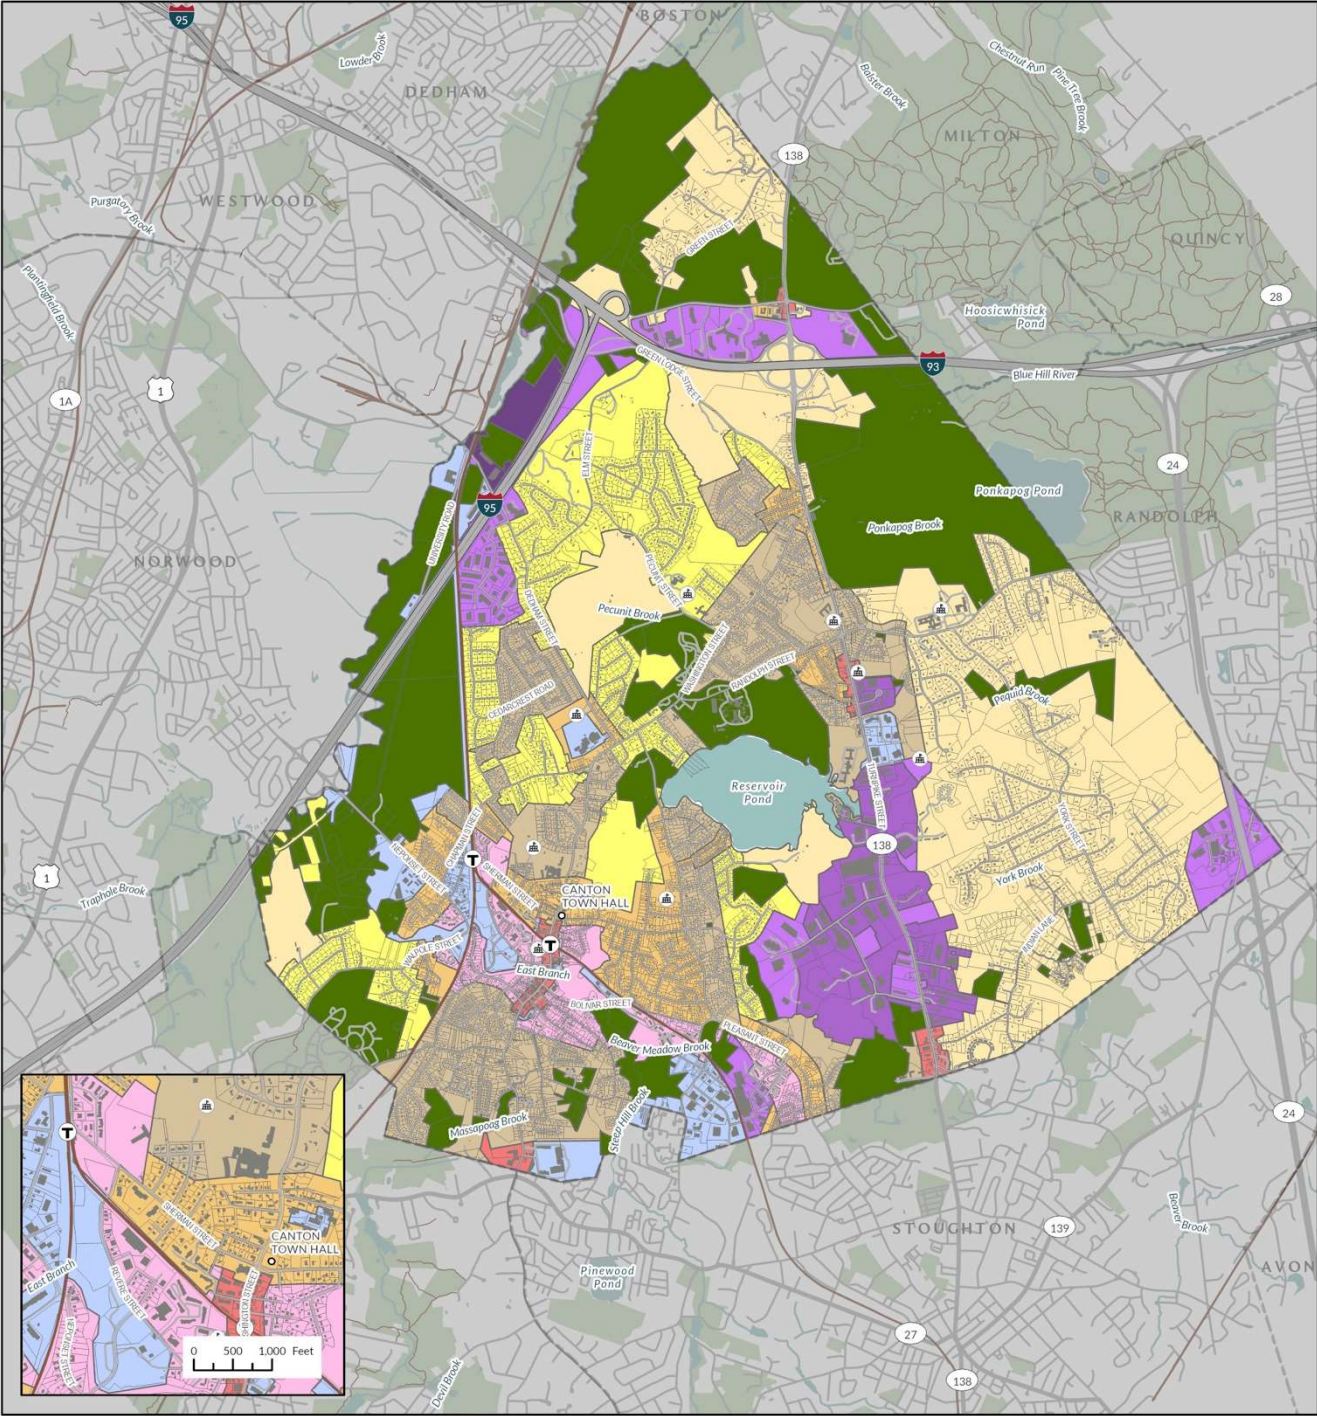 95
BOSTON
Lowder Brook
Chestnut Run
Pine Tree Brook
Balster Brook
DEDHAM
MILTON
138
WESTWOOD
Purgatory Brook
GREEN STREET
QUINCY
Plantingfield Brook
28
Hoosicwhisick
Pond
93
GREEN LODGE STREET
Blue Hill River
1A
1
ELM STREET
24
Ponkapog Pond
95
RANDOLPH
Ponkapog Brook
UNIVERSITY ROAD
NORWOOD
PECUNIT STREET
DEDHAM STREET
Pecunit Brook
WASHINGTON STREET
RANDOLPH STREET
CEDARCREST ROAD
Pequid Brook
Reservoir
Pond
TURNPIKE STREET
YORK STREET
CHAPMAN STREET
138
NEPONSET STREET
T
SHERMAN STREET
1
Traphole Brook
York Brook
CANTON
TOWN HALL
INDIAN LANE
WALPOLE STREET
T
East Branch
BOLIVAR STREET
PLEASANT STREET
Beaver Meadow Brook
Massapoag Brook
Steep Hill Brook
24
T
SHERMAN STREET
CANTON
TOWN HALL
East Branch
REVERE STREET
SHINGTON STREET
NEPONSET STREET
0 500 1,000 Feet
STOUGHTON
139
Beaver Brook
AVON
Pinewood
Pond
27
138
Devil Brook